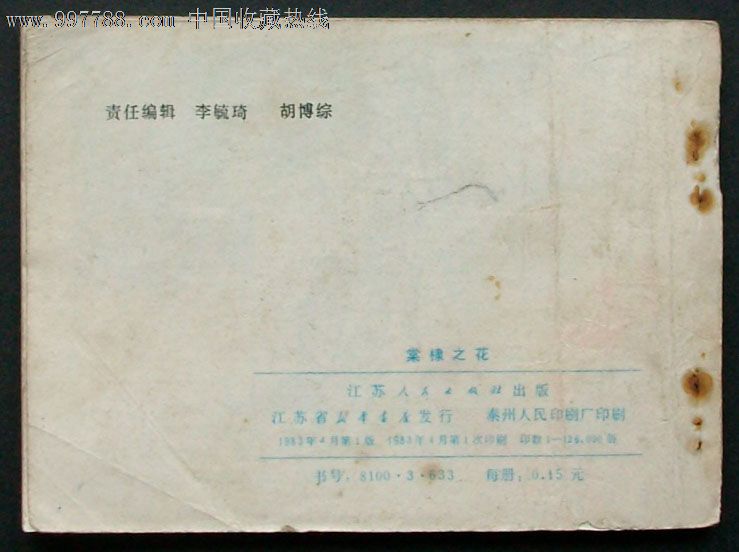 www.997788.com 中国收藏热线
责任编辑 李毓琦 胡博综
棠棣之花
江苏人民出版社出版
江苏省新华书店发行 泰州人民印刷厂印刷
1983年4月第1版 1983年4月第1次印刷 印数1—126,000册
书号:8100·3·633 每册:0.15元